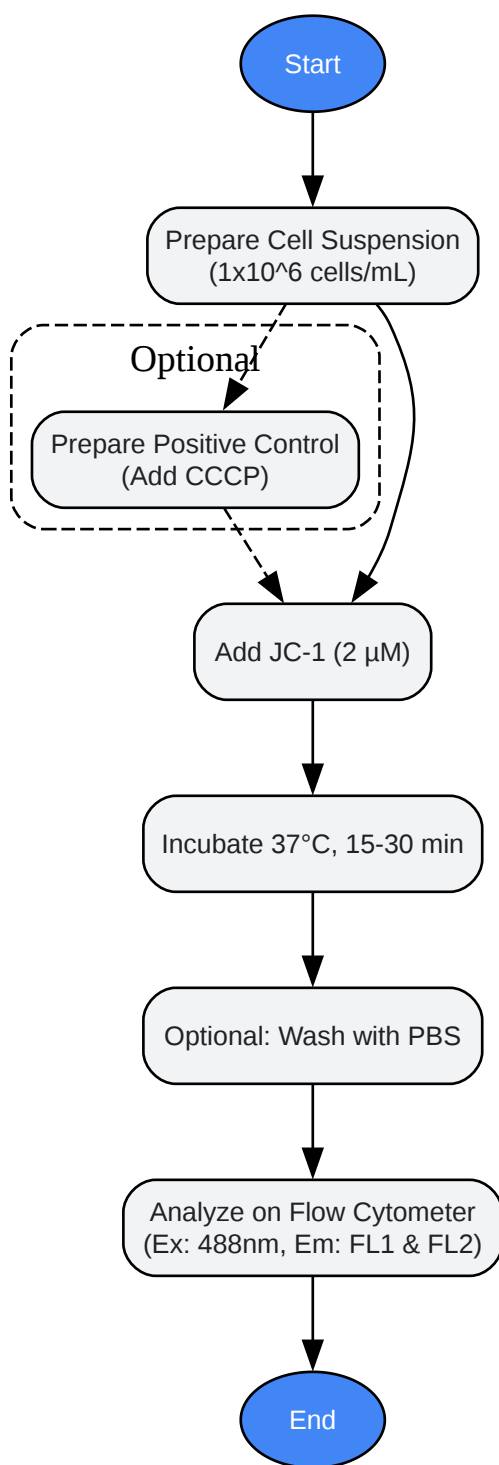 Start
Prepare Cell Suspension
(1x10^6 cells/mL)
Optional
Prepare Positive Control
(Add CCCP)
Add JC-1 (2 µM)
Incubate 37°C, 15-30 min
Optional: Wash with PBS
Analyze on Flow Cytometer
(Ex: 488nm, Em: FL1 & FL2)
End